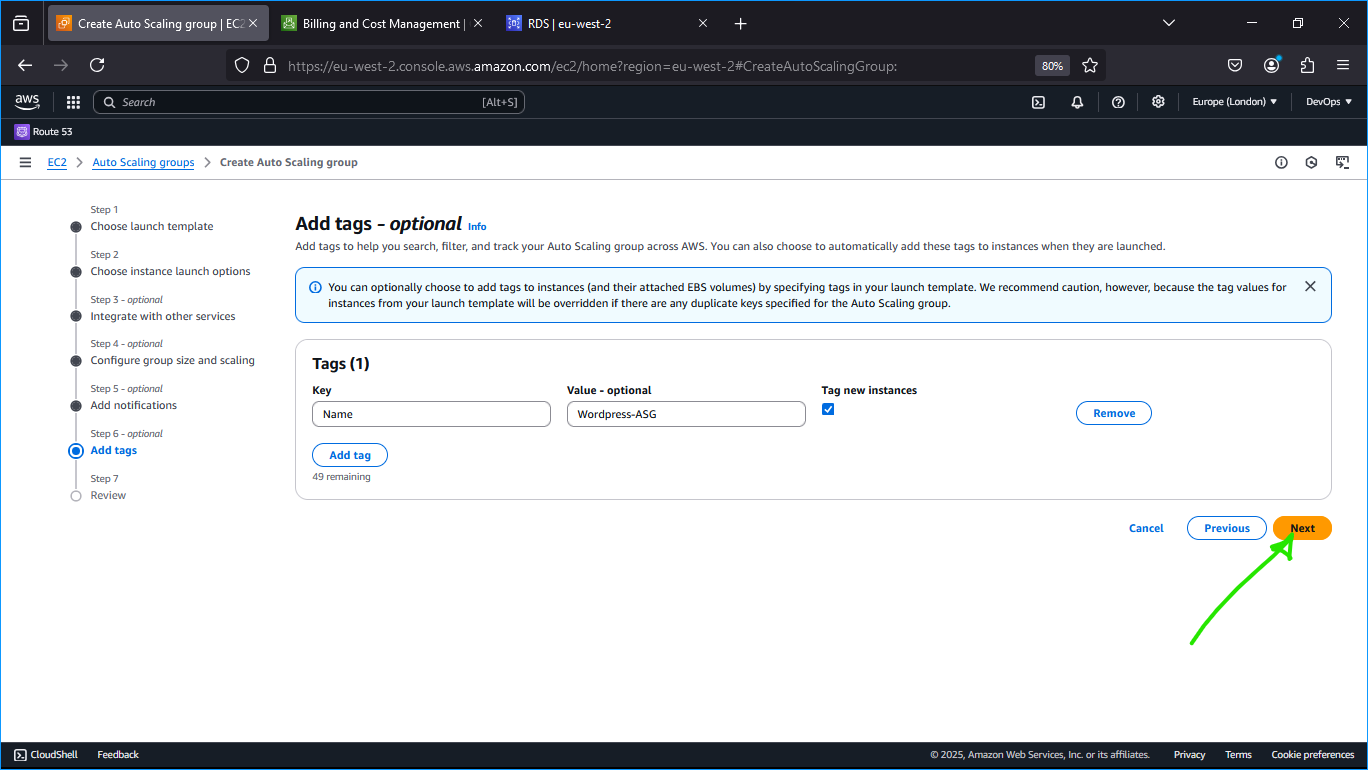 Create Auto Scaling group | EC2
Billing and Cost Management |
RDS | eu-west-2
https://eu-west-2.console.aws.amazon.com/ec2/home?region=eu-west-2#CreateAutoScalingGroup:
80%
aws
Search
[Alt+S]
Europe (London)
DevOps
Route 53
EC2
Auto Scaling groups
Create Auto Scaling group
Step 1
Choose launch template
Step 2
Choose instance launch options
Step 3 - optional
Integrate with other services
Step 4 - optional
Configure group size and scaling
Step 5 - optional
Add notifications
Step 6 - optional
Add tags
Step 7
Review
Add tags - optional Info
Add tags to help you search, filter, and track your Auto Scaling group across AWS. You can also choose to automatically add these tags to instances when they are launched.
You can optionally choose to add tags to instances (and their attached EBS volumes) by specifying tags in your launch template. We recommend caution, however, because the tag values for
instances from your launch template will be overridden if there are any duplicate keys specified for the Auto Scaling group.
Tags (1)
Key
Value - optional
Tag new instances
Name
Wordpress-ASG
Remove
Add tag
49 remaining
Cancel
Previous
Next
CloudShell
Feedback
© 2025, Amazon Web Services, Inc. or its affiliates.
Privacy
Terms
Cookie preferences